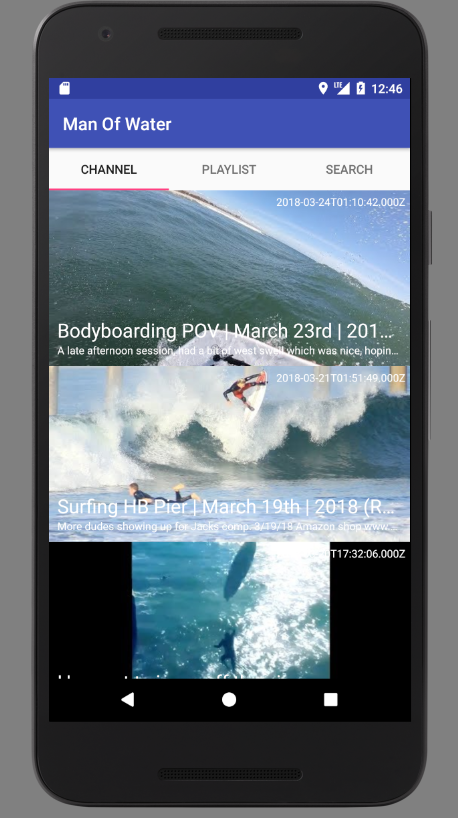 LTE 12:46
Man Of Water
CHANNEL PLAYLIST SEARCH
2018-03-24T01:10:42.000Z
Bodyboarding POV | March 23rd | 201...
A late afternoon session, had a bit of west swell which was nice, hopin...
2018-03-21T01:51:49.000Z
Surfing HB Pier | March 19th | 2018 (R...
More dudes showing up for Jacks comp. 3/19/18 Amazon shop www....
T17:32:06.000Z